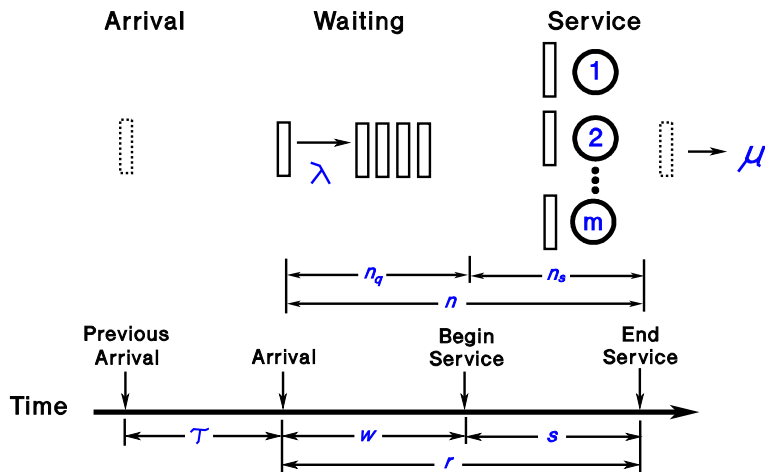 Arrival Waiting Service
1
2
λ
μ
m
n_q n_s
n
Previous Arrival
Arrival
Begin Service
End Service
Time
τ w s
r